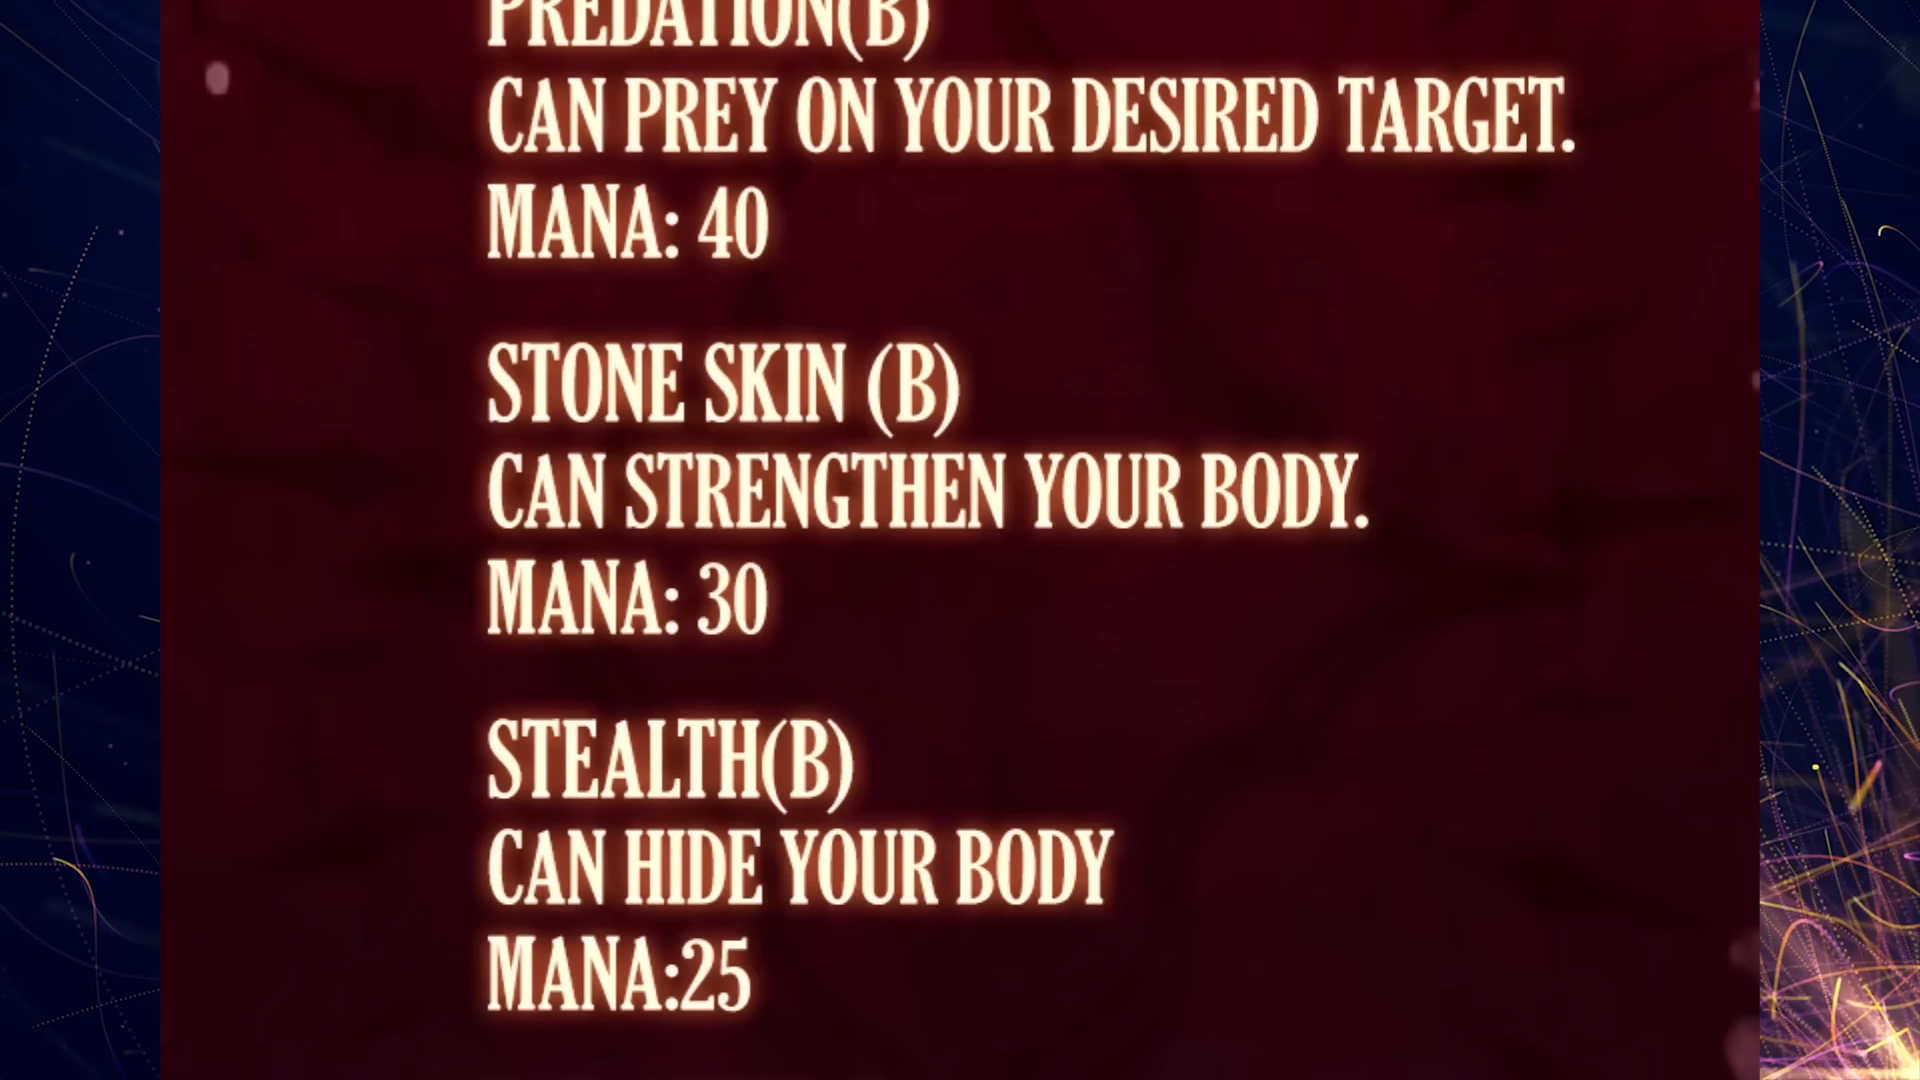 PREDATION(B)
CAN PREY ON YOUR DESIRED TARGET.
MANA: 40
STONE SKIN (B)
CAN STRENGTHEN YOUR BODY.
MANA: 30
STEALTH(B)
CAN HIDE YOUR BODY
MANA:25